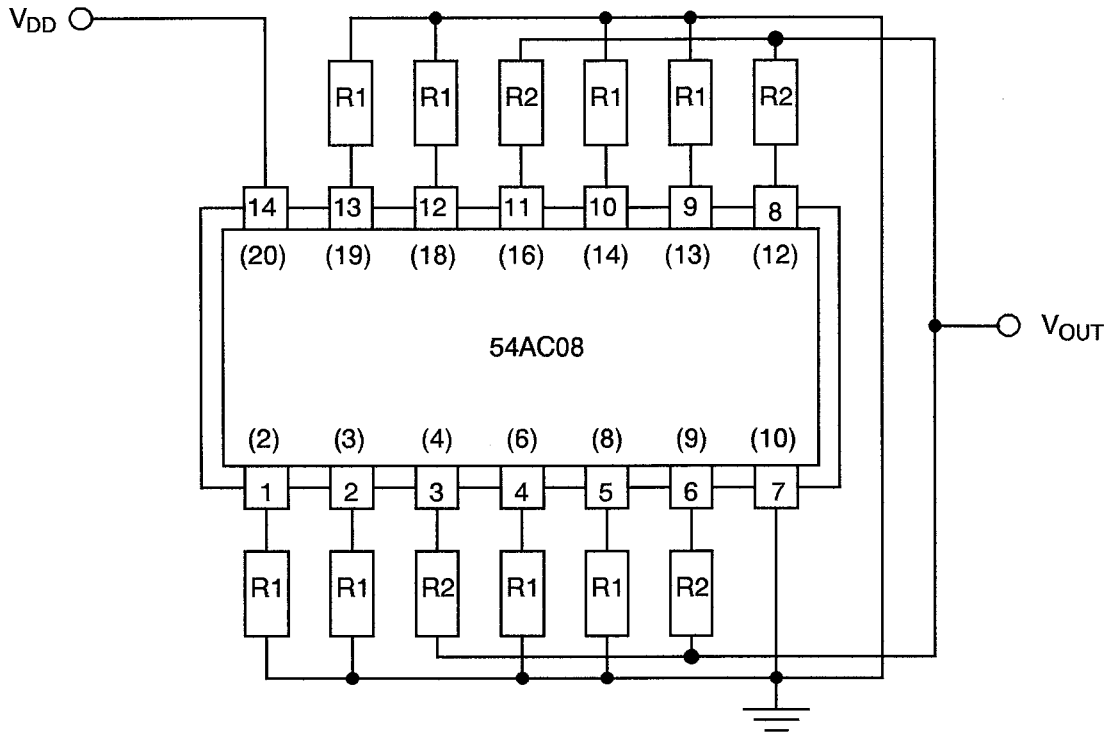 V_DD
R1 R1 R2 R1 R1 R2
14 13 12 11 10 9 8
(20) (19) (18) (16) (14) (13) (12)
V_OUT
54AC08
(2) (3) (4) (6) (8) (9) (10)
1 2 3 4 5 6 7
R1 R1 R2 R1 R1 R2